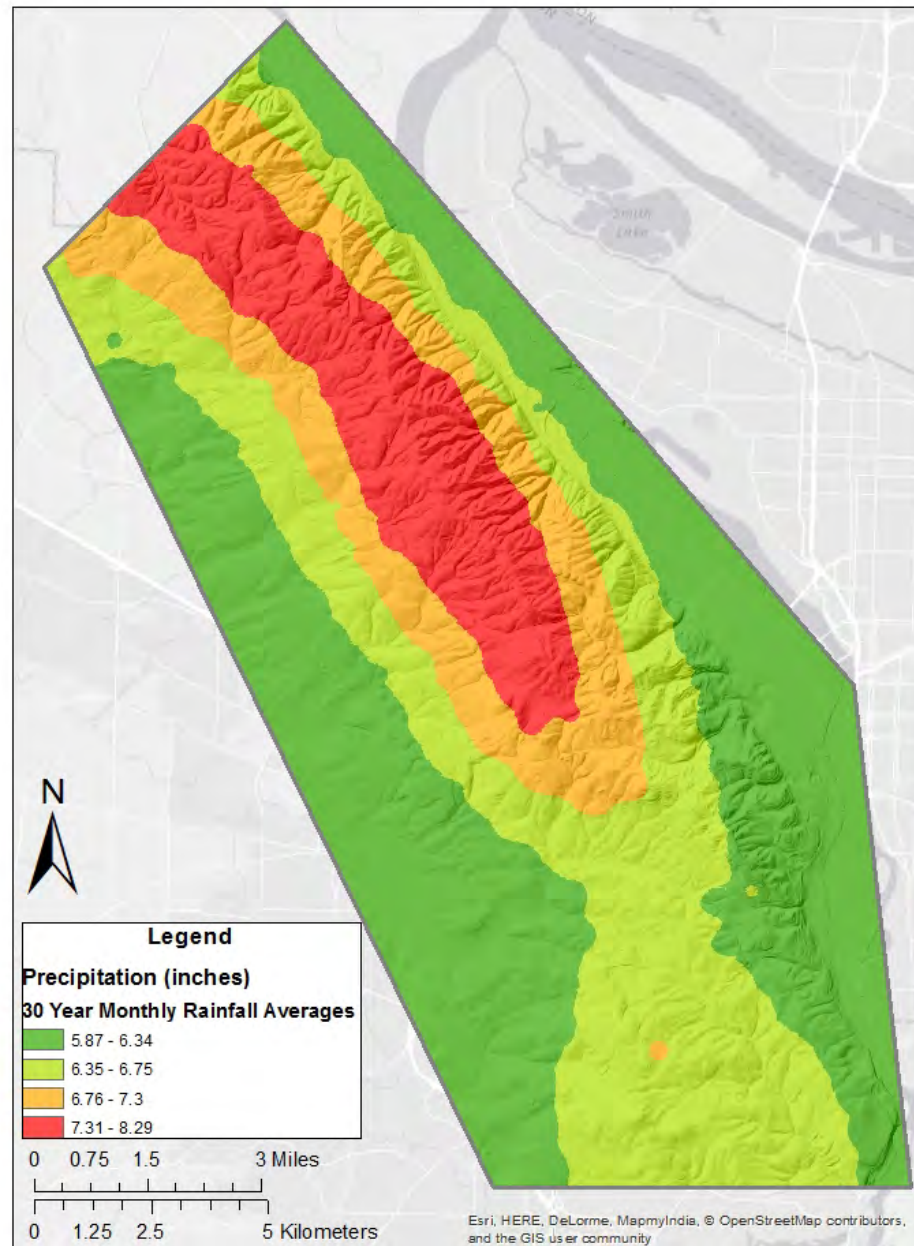 Smith
Lake
N
Legend
Precipitation (inches)
30 Year Monthly Rainfall Averages
5.87 - 6.34
6.35 - 6.75
6.76 - 7.3
7.31 - 8.29
0 0.75 1.5 3 Miles
0 1.25 2.5 5 Kilometers
Esri, HERE, DeLorme, MapmyIndia, © OpenStreetMap contributors,
and the GIS user community